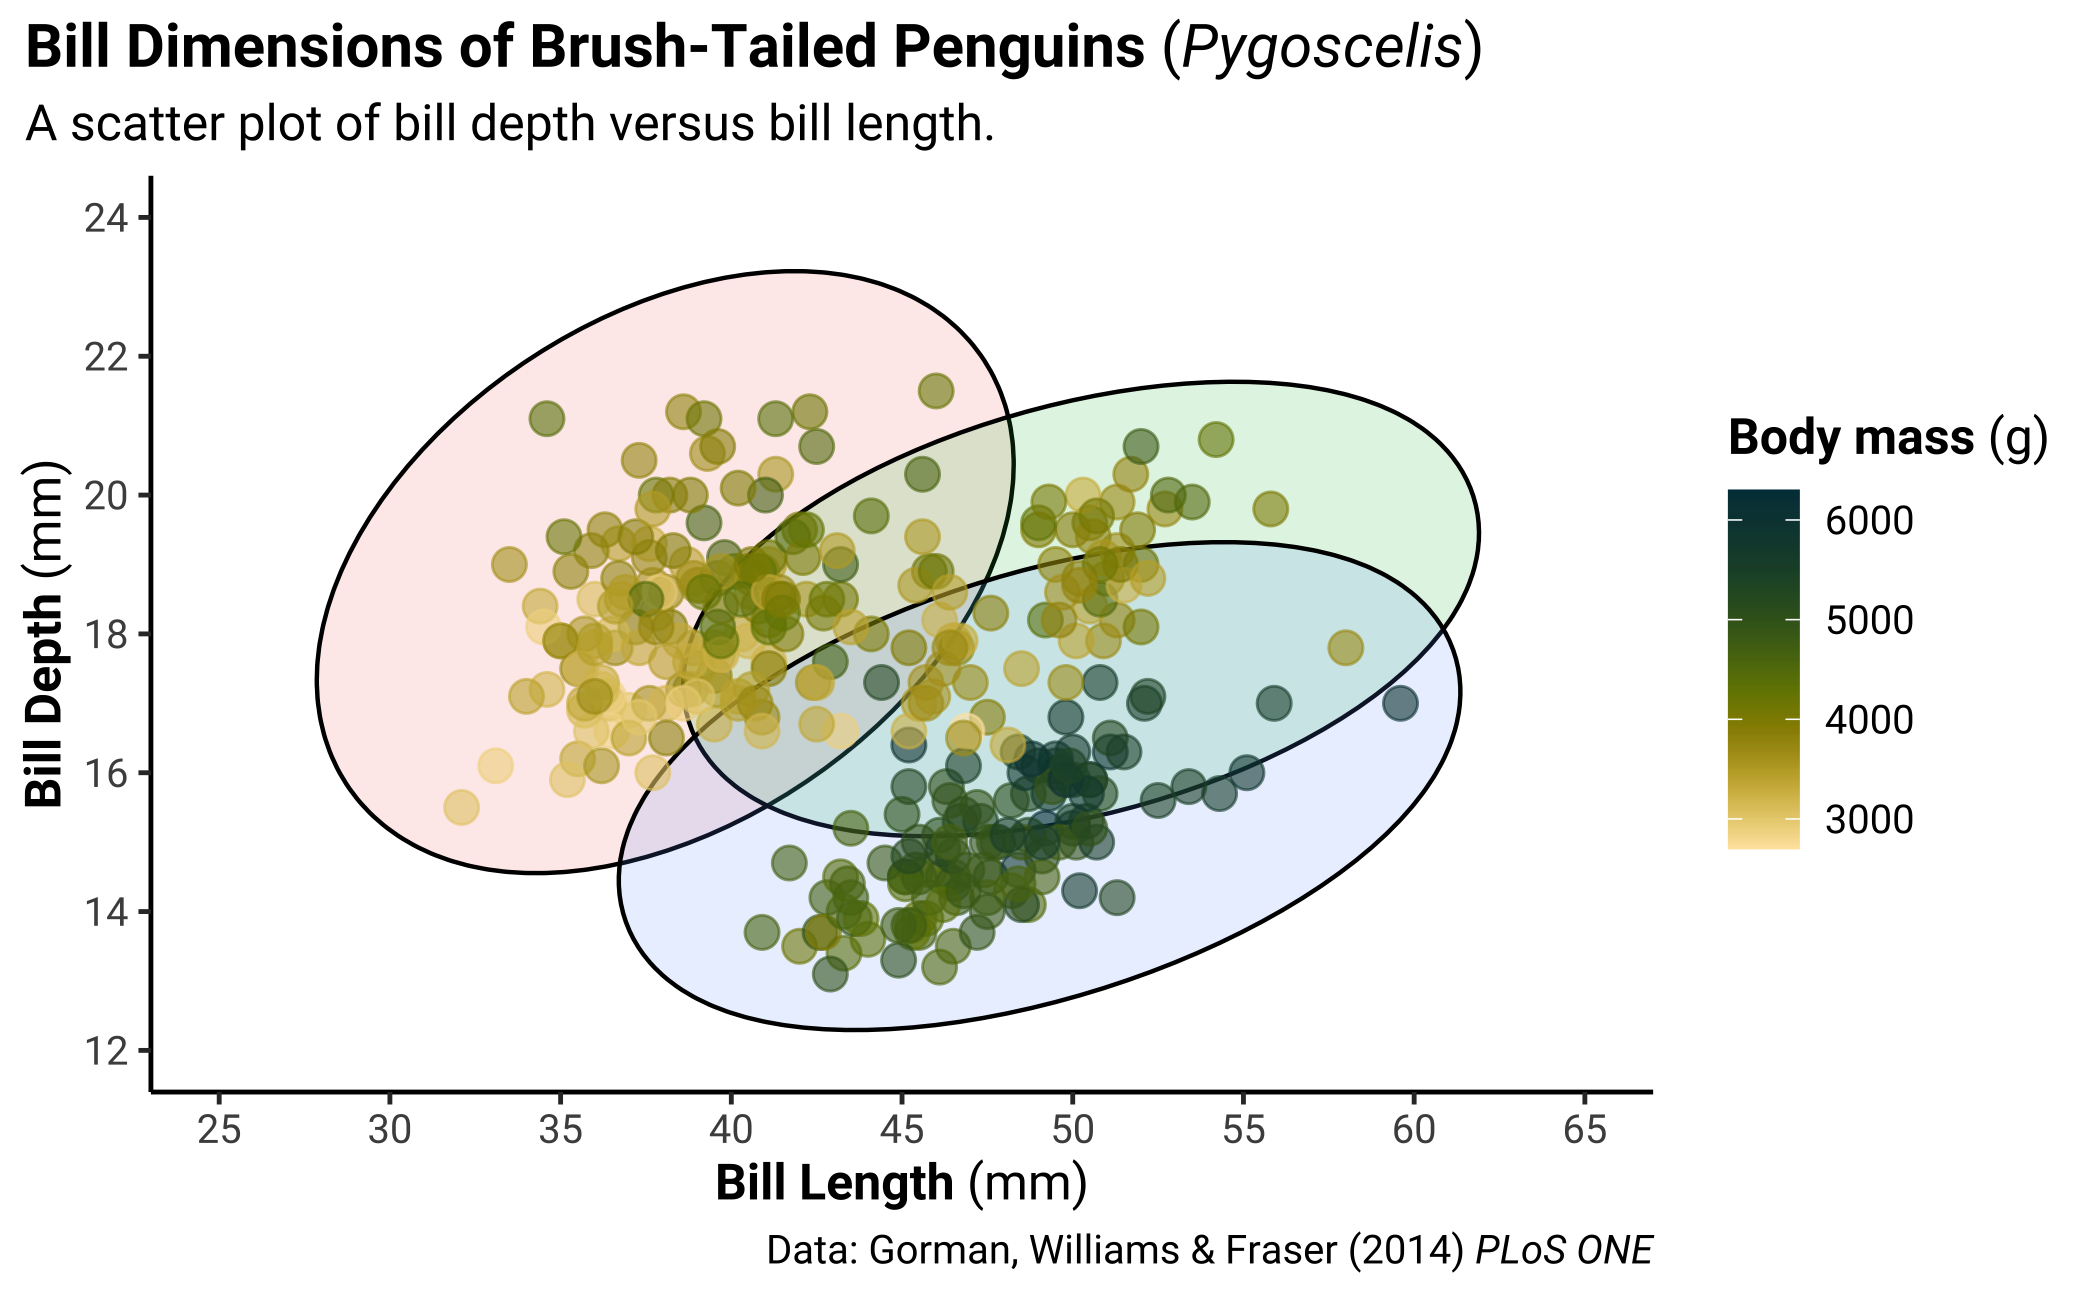 Bill Dimensions of Brush-Tailed Penguins (Pygoscelis)
A scatter plot of bill depth versus bill length.
Bill Depth (mm)
24
22
20
18
16
14
12
25 30 35 40 45 50 55 60 65
Bill Length (mm)
Body mass (g)
6000
5000
4000
3000
Data: Gorman, Williams & Fraser (2014) PLoS ONE